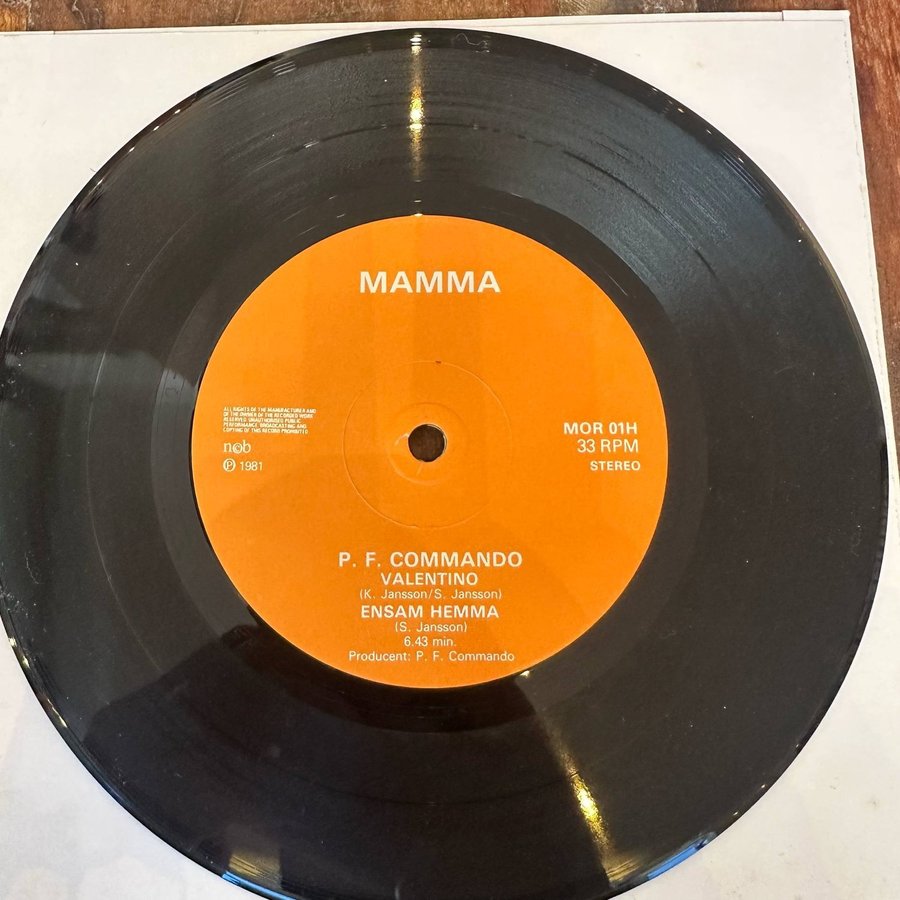 MAMMA
ALL RIGHTS OF THE MANUFACTURER AND
OF THE OWNER OF THE RECORDED WORK
RESERVED UNAUTHORISED PUBLIC
PERFORMANCE, BROADCASTING AND
COPYING OF THIS RECORD PROHIBITED
n©b
Ⓟ 1981
MOR 01H
33 RPM
STEREO
P. F. COMMANDO
VALENTINO
(K. Jansson/S. Jansson)
ENSAM HEMMA
(S. Jansson)
6.43 min.
Producent: P. F. Commando